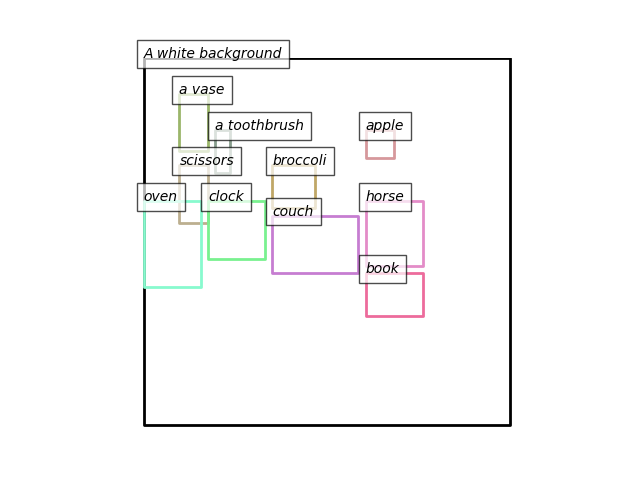 A white background
a vase
a toothbrush
apple
scissors
broccoli
oven
clock
horse
couch
book